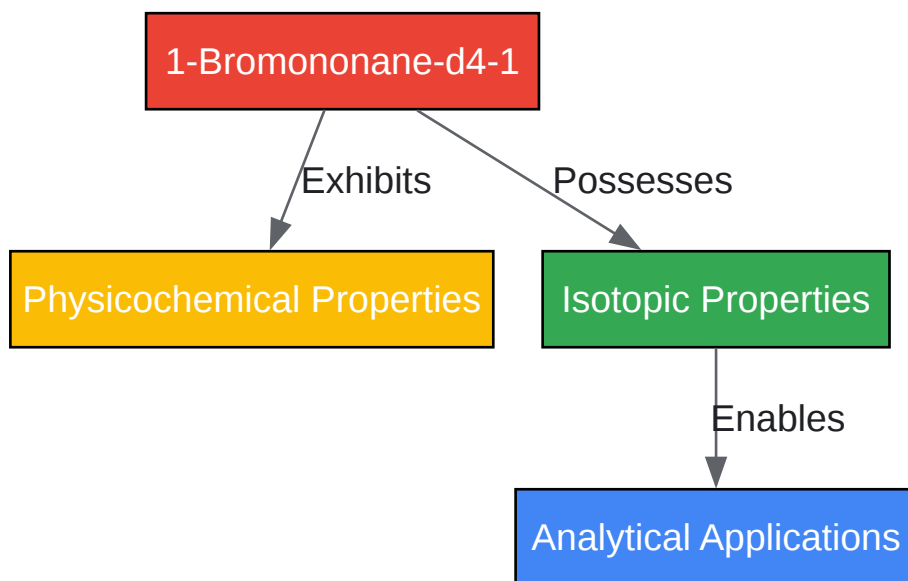 1-Bromononane-d4-1
Exhibits
Possesses
Physicochemical Properties
Isotopic Properties
Enables
Analytical Applications